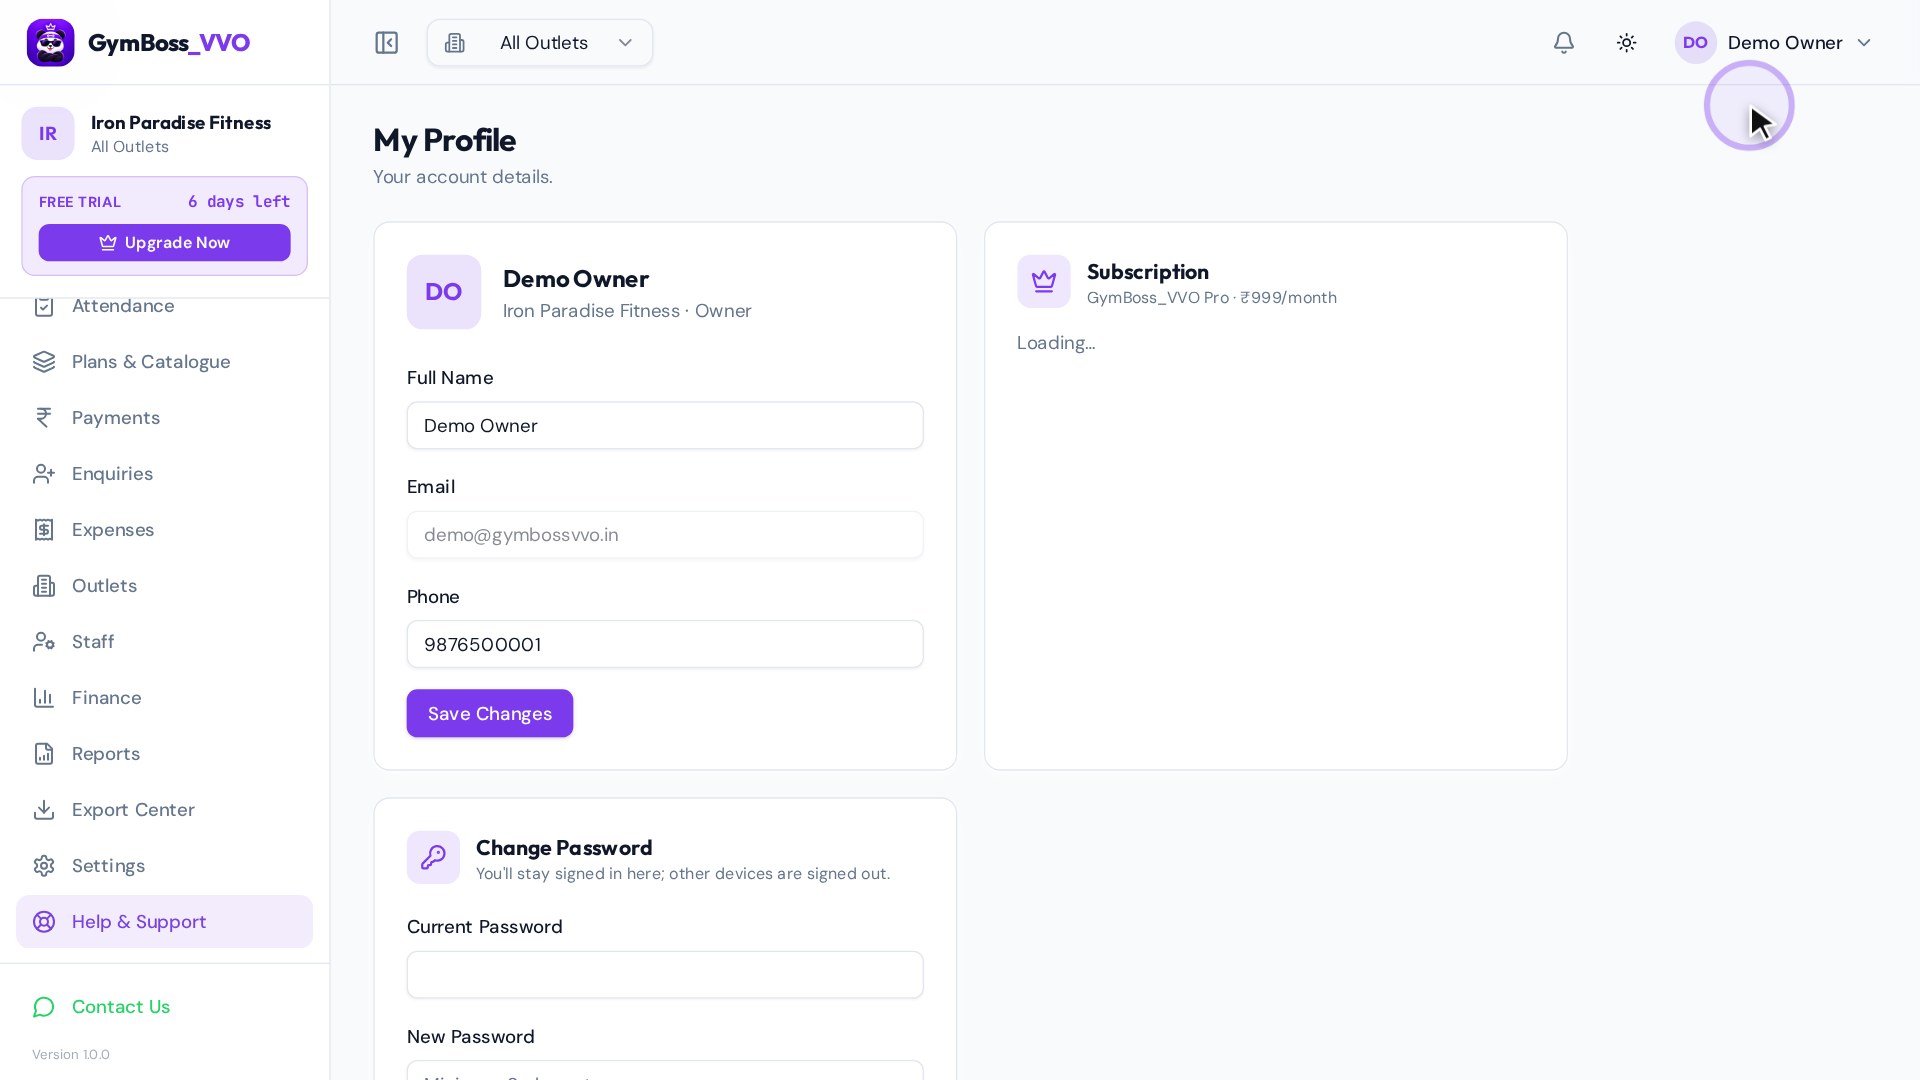 GymBoss_VVO
All Outlets
DO Demo Owner
IR
Iron Paradise Fitness
All Outlets
FREE TRIAL 6 days left
Upgrade Now
Attendance
Plans & Catalogue
Payments
Enquiries
Expenses
Outlets
Staff
Finance
Reports
Export Center
Settings
Help & Support
Contact Us
Version 1.0.0
My Profile
Your account details.
DO
Demo Owner
Iron Paradise Fitness · Owner
Full Name
Demo Owner
Email
demo@gymbossvvo.in
Phone
9876500001
Save Changes
Subscription
GymBoss_VVO Pro · ₹999/month
Loading…
Change Password
You'll stay signed in here; other devices are signed out.
Current Password
New Password